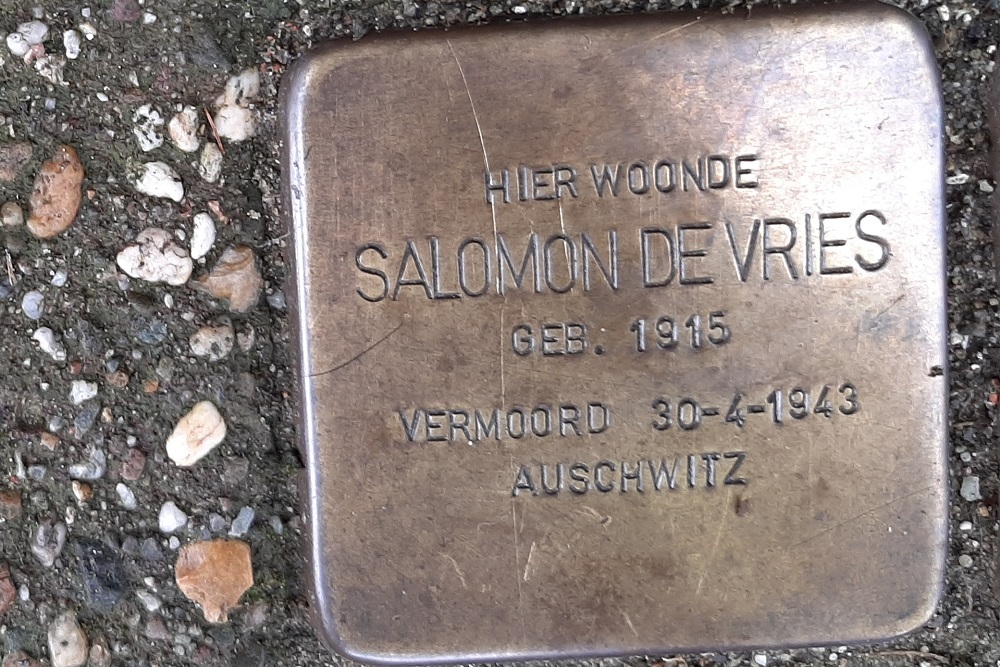 HIER WOONDE
SALOMON DE VRIES
GEB. 1915
VERMOORD 30-4-1943
AUSCHWITZ